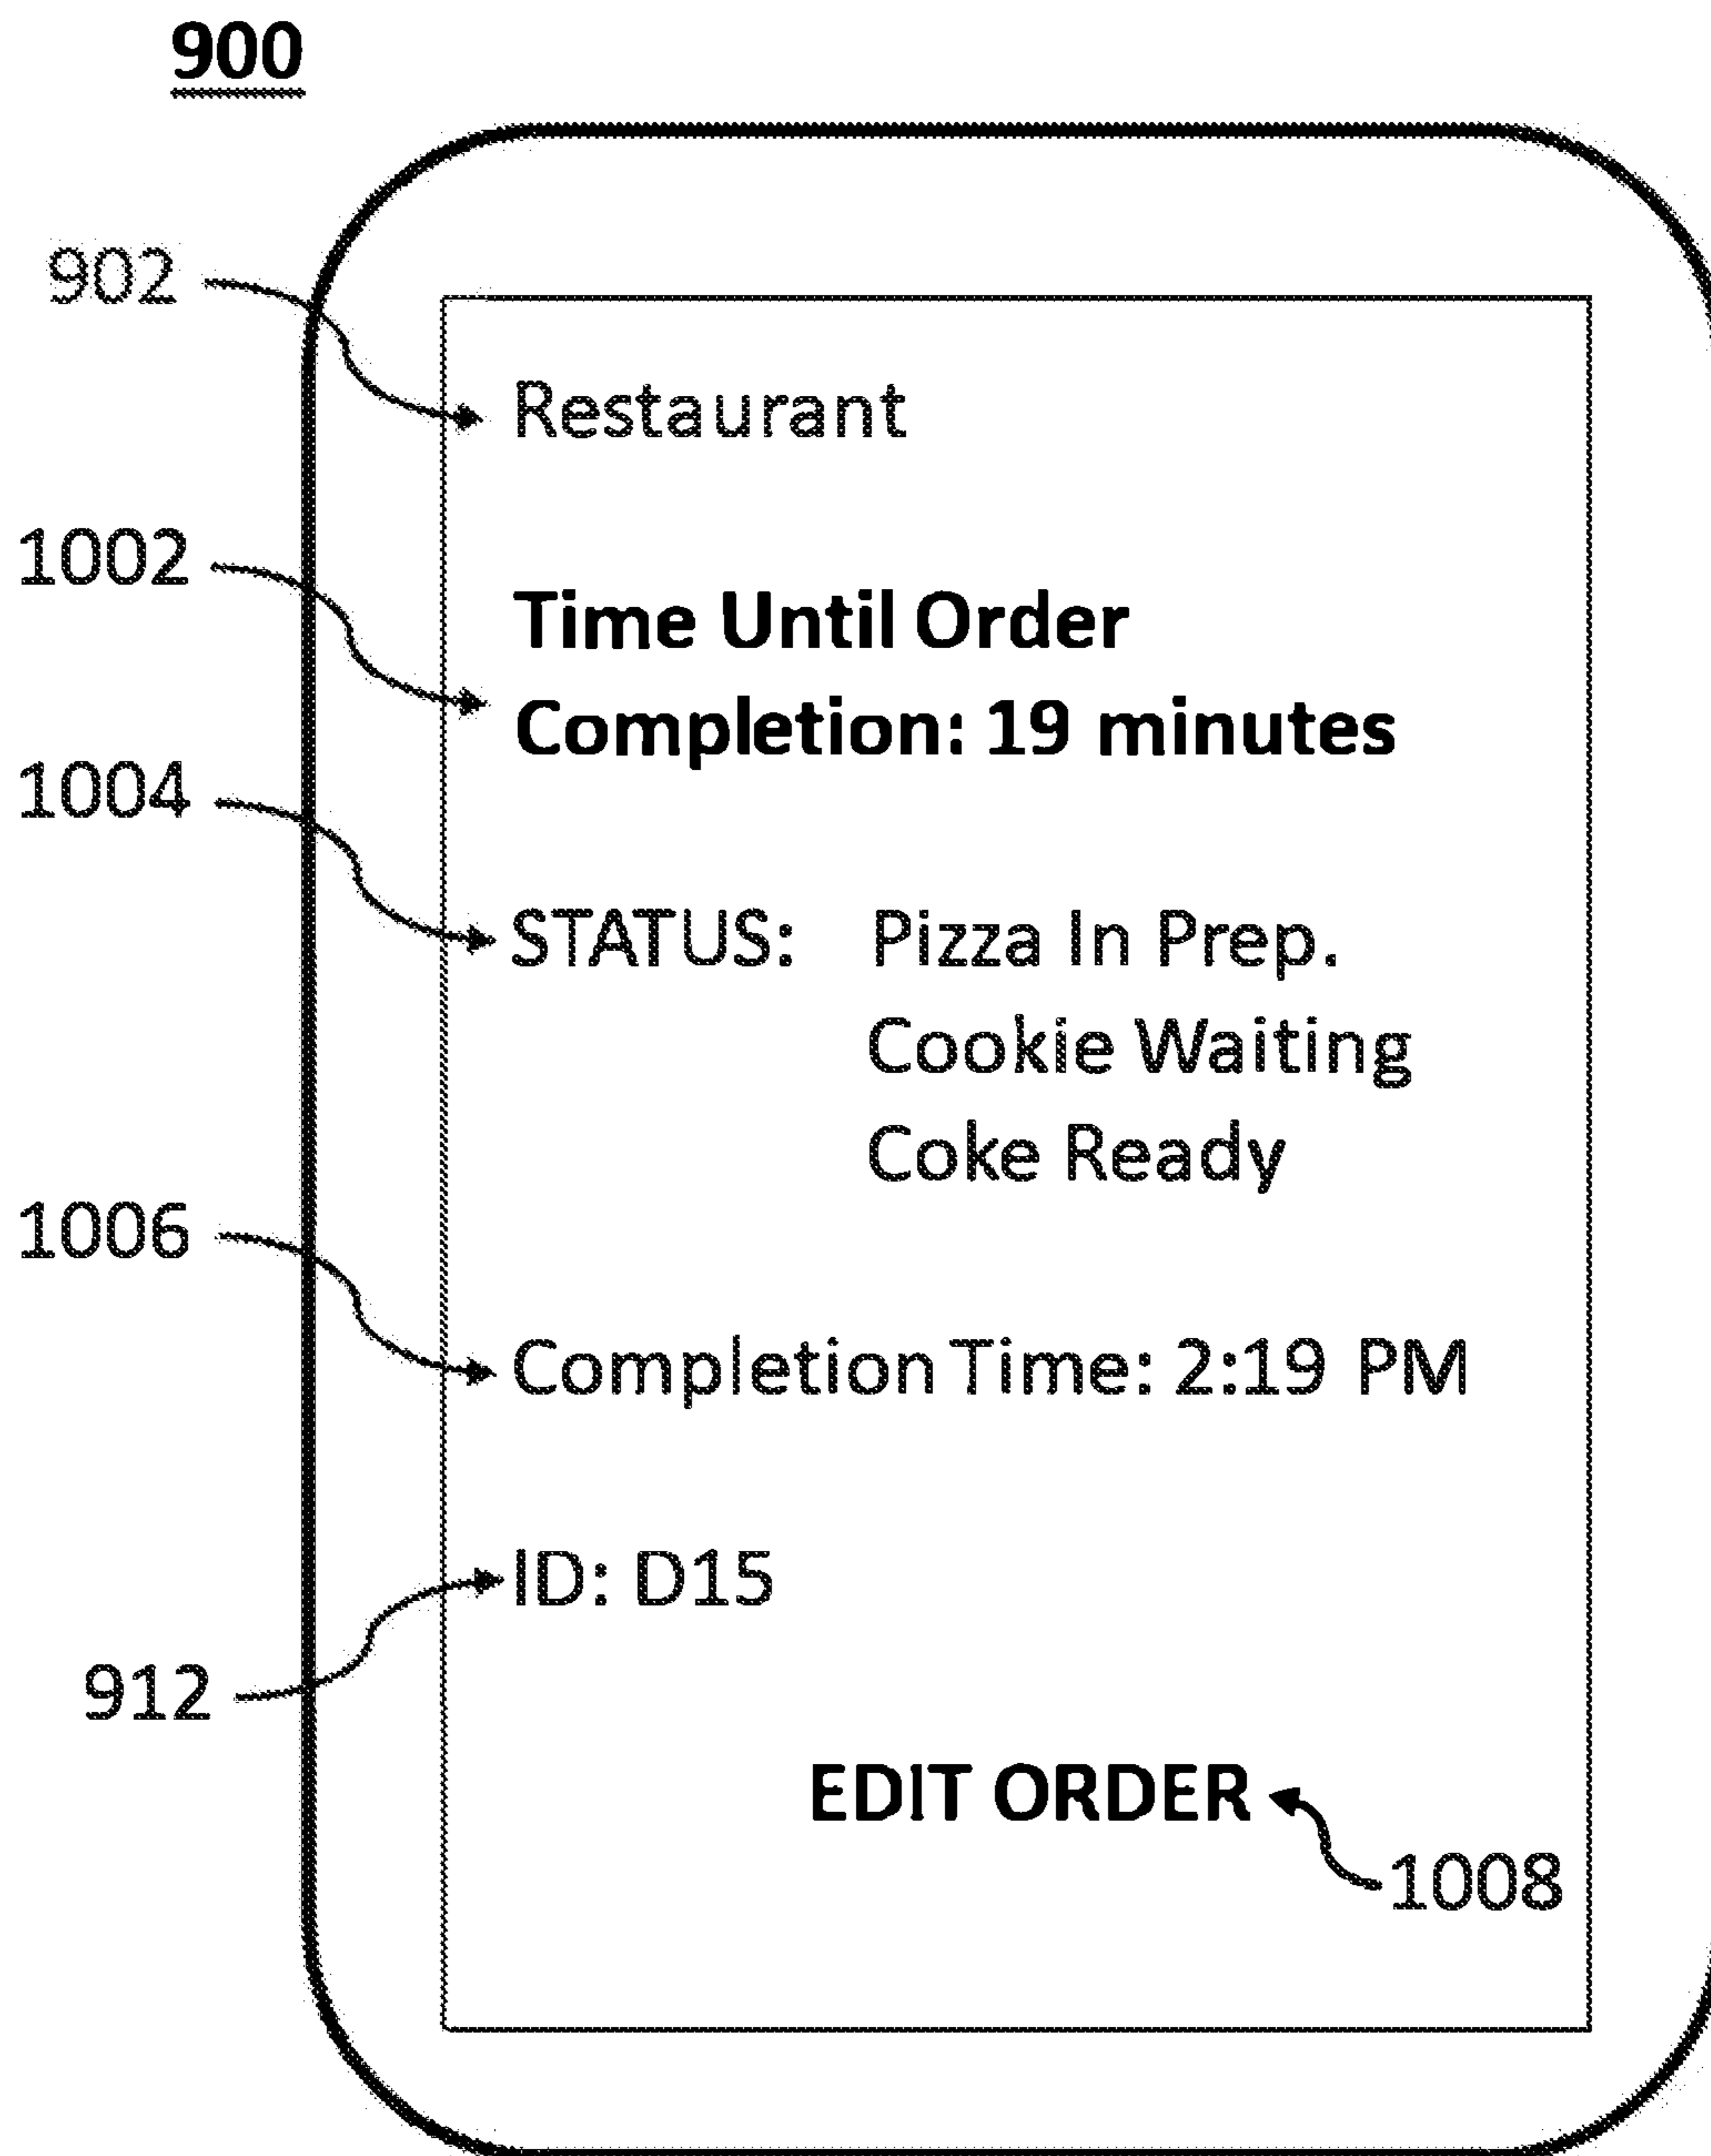 900
902
Restaurant
1002
Time Until Order
Completion: 19 minutes
1004
STATUS: Pizza In Prep.
Cookie Waiting
Coke Ready
1006
Completion Time: 2:19 PM
ID: D15
912
EDIT ORDER
1008